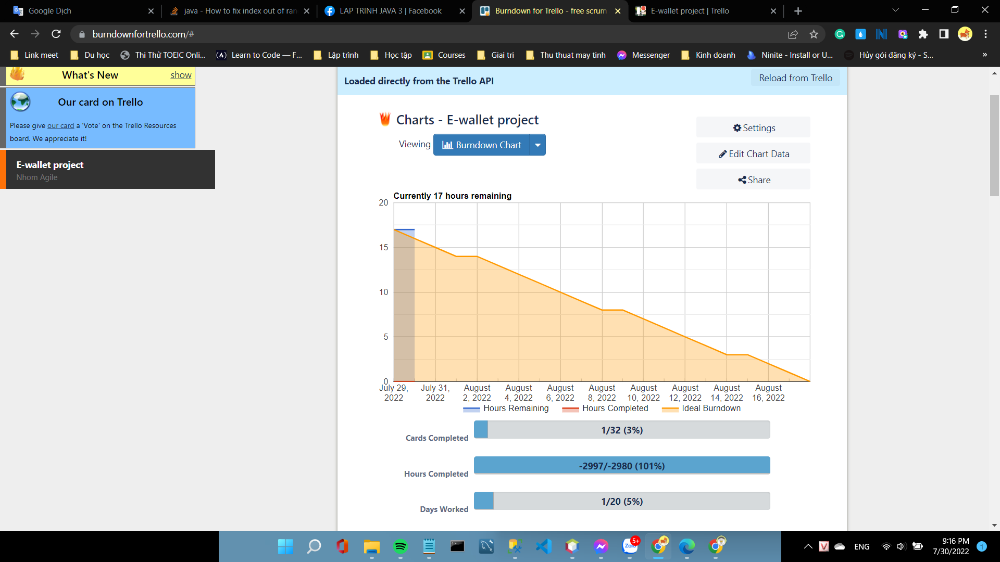 Google Dịch
java - How to fix index out of ran
LAP TRINH JAVA 3 | Facebook
Burndown for Trello - free scrum
E-wallet project | Trello
burndownfortrello.com/#
Link meet
Du học
Thi Thử TOEIC Onli...
Learn to Code — F...
Lập trình
Học tập
Courses
Giai tri
Thu thuat may tinh
Messenger
Kinh doanh
Ninite - Install or U...
Hủy gói đăng ký - S...
»
What's New
show
Our card on Trello
Please give our card a 'Vote' on the Trello Resources
board. We appreciate it!
E-wallet project
Nhom Agile
Loaded directly from the Trello API
Reload from Trello
Charts - E-wallet project
Viewing
Burndown Chart
Settings
Edit Chart Data
Share
Currently 17 hours remaining
20
15
10
5
0
July 29,
2022
July 31,
2022
August
2, 2022
August
4, 2022
August
6, 2022
August
8, 2022
August
10, 2022
August
12, 2022
August
14, 2022
August
16, 2022
Hours Remaining
Hours Completed
Ideal Burndown
Cards Completed
1/32 (3%)
Hours Completed
-2997/-2980 (101%)
Days Worked
1/20 (5%)
Zalo
5+
V
ENG
9:16 PM
7/30/2022
1